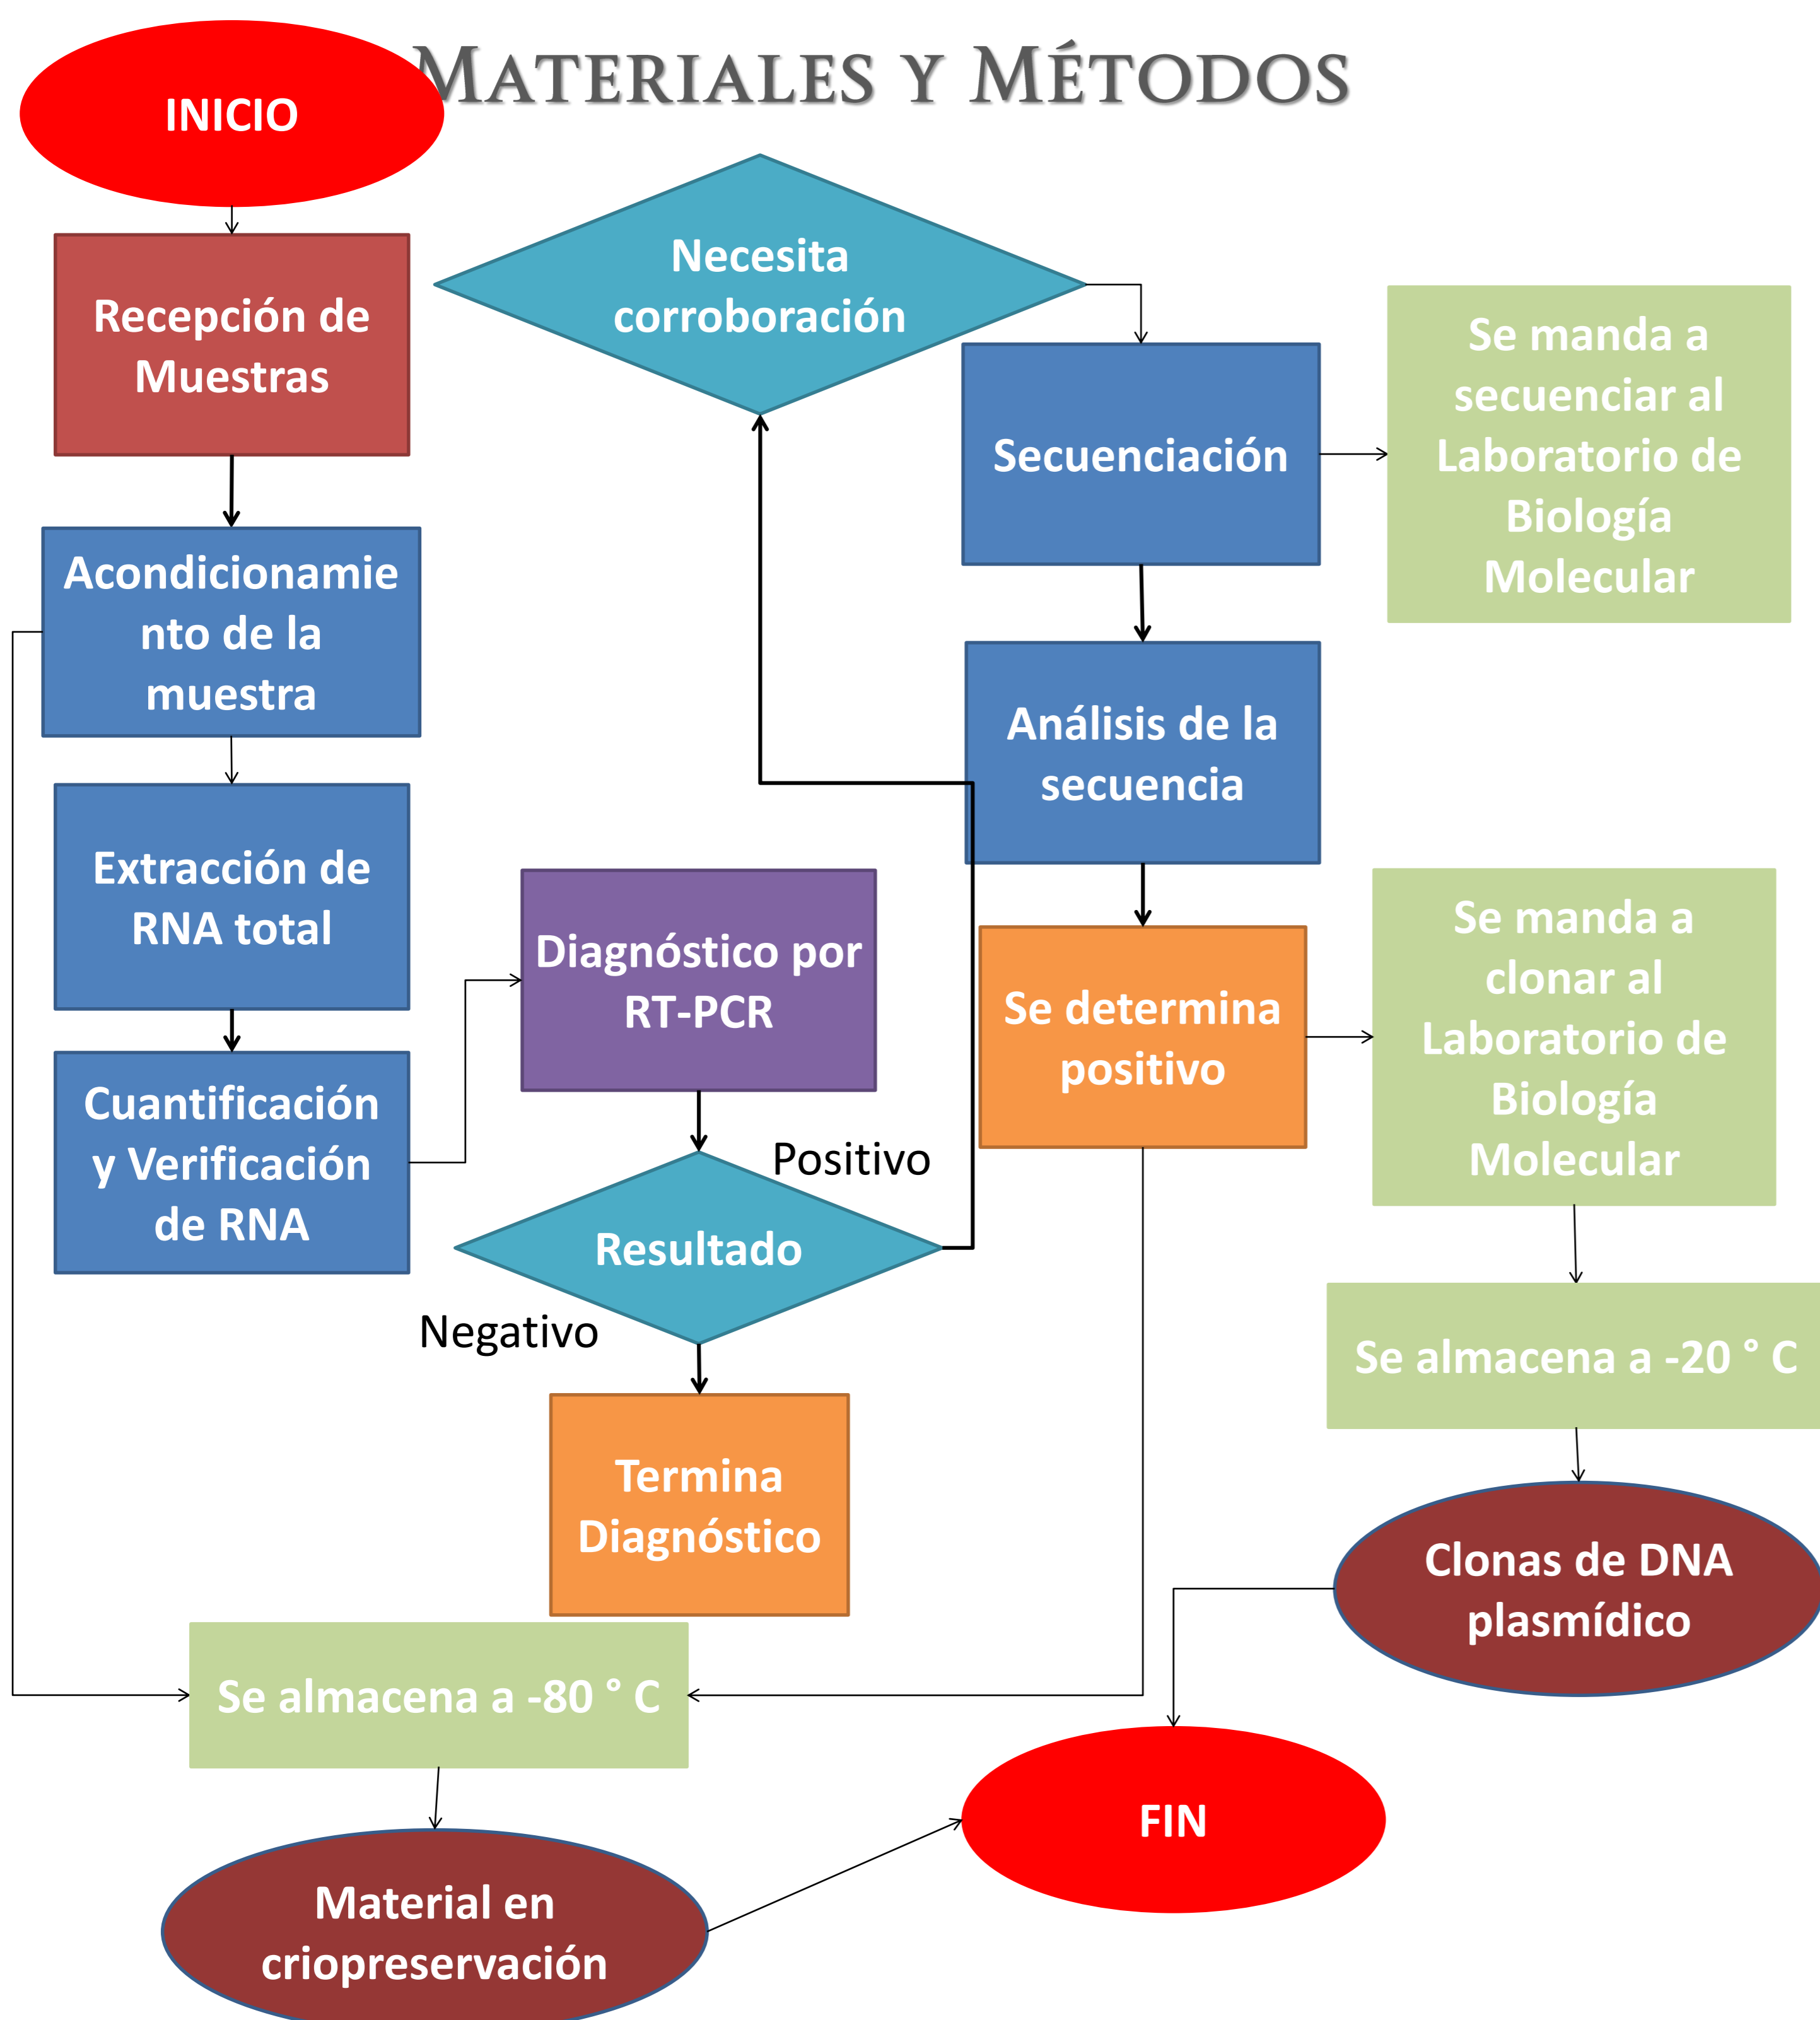 MATERIALES Y MÉTODOS
INICIO
Recepción de
Muestras
Acondicionamie
nto de la
muestra
Extracción de
RNA total
Cuantificación
y Verificación
de RNA
Diagnóstico por
RT-PCR
Positivo
Resultado
Negativo
Termina
Diagnóstico
Necesita
corroboración
Secuenciación
Se manda a
secuenciar al
Laboratorio de
Biología
Molecular
Análisis de la
secuencia
Se determina
positivo
Se manda a
clonar al
Laboratorio de
Biología
Molecular
Se almacena a -20 ° C
Clonas de DNA
plasmídico
Se almacena a -80 ° C
Material en
criopreservación
FIN